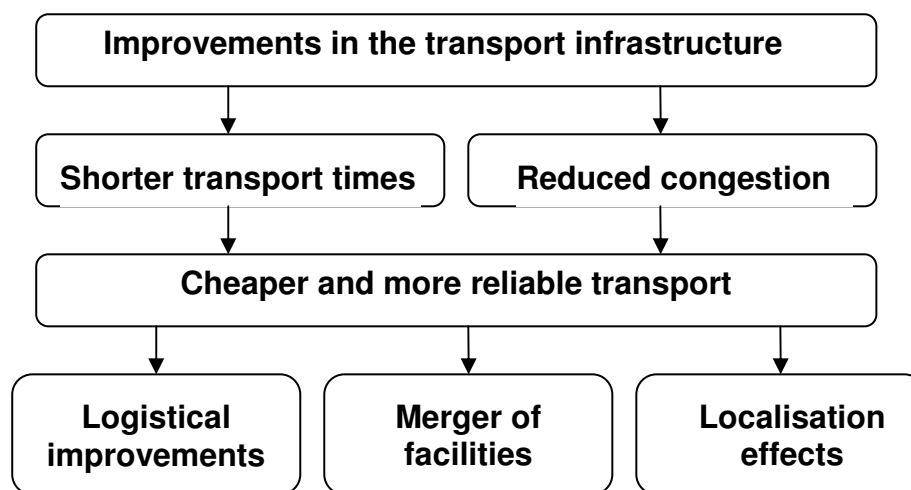 Improvements in the transport infrastructure
Shorter transport times
Reduced congestion
Cheaper and more reliable transport
Logistical
improvements
Merger of
facilities
Localisation
effects